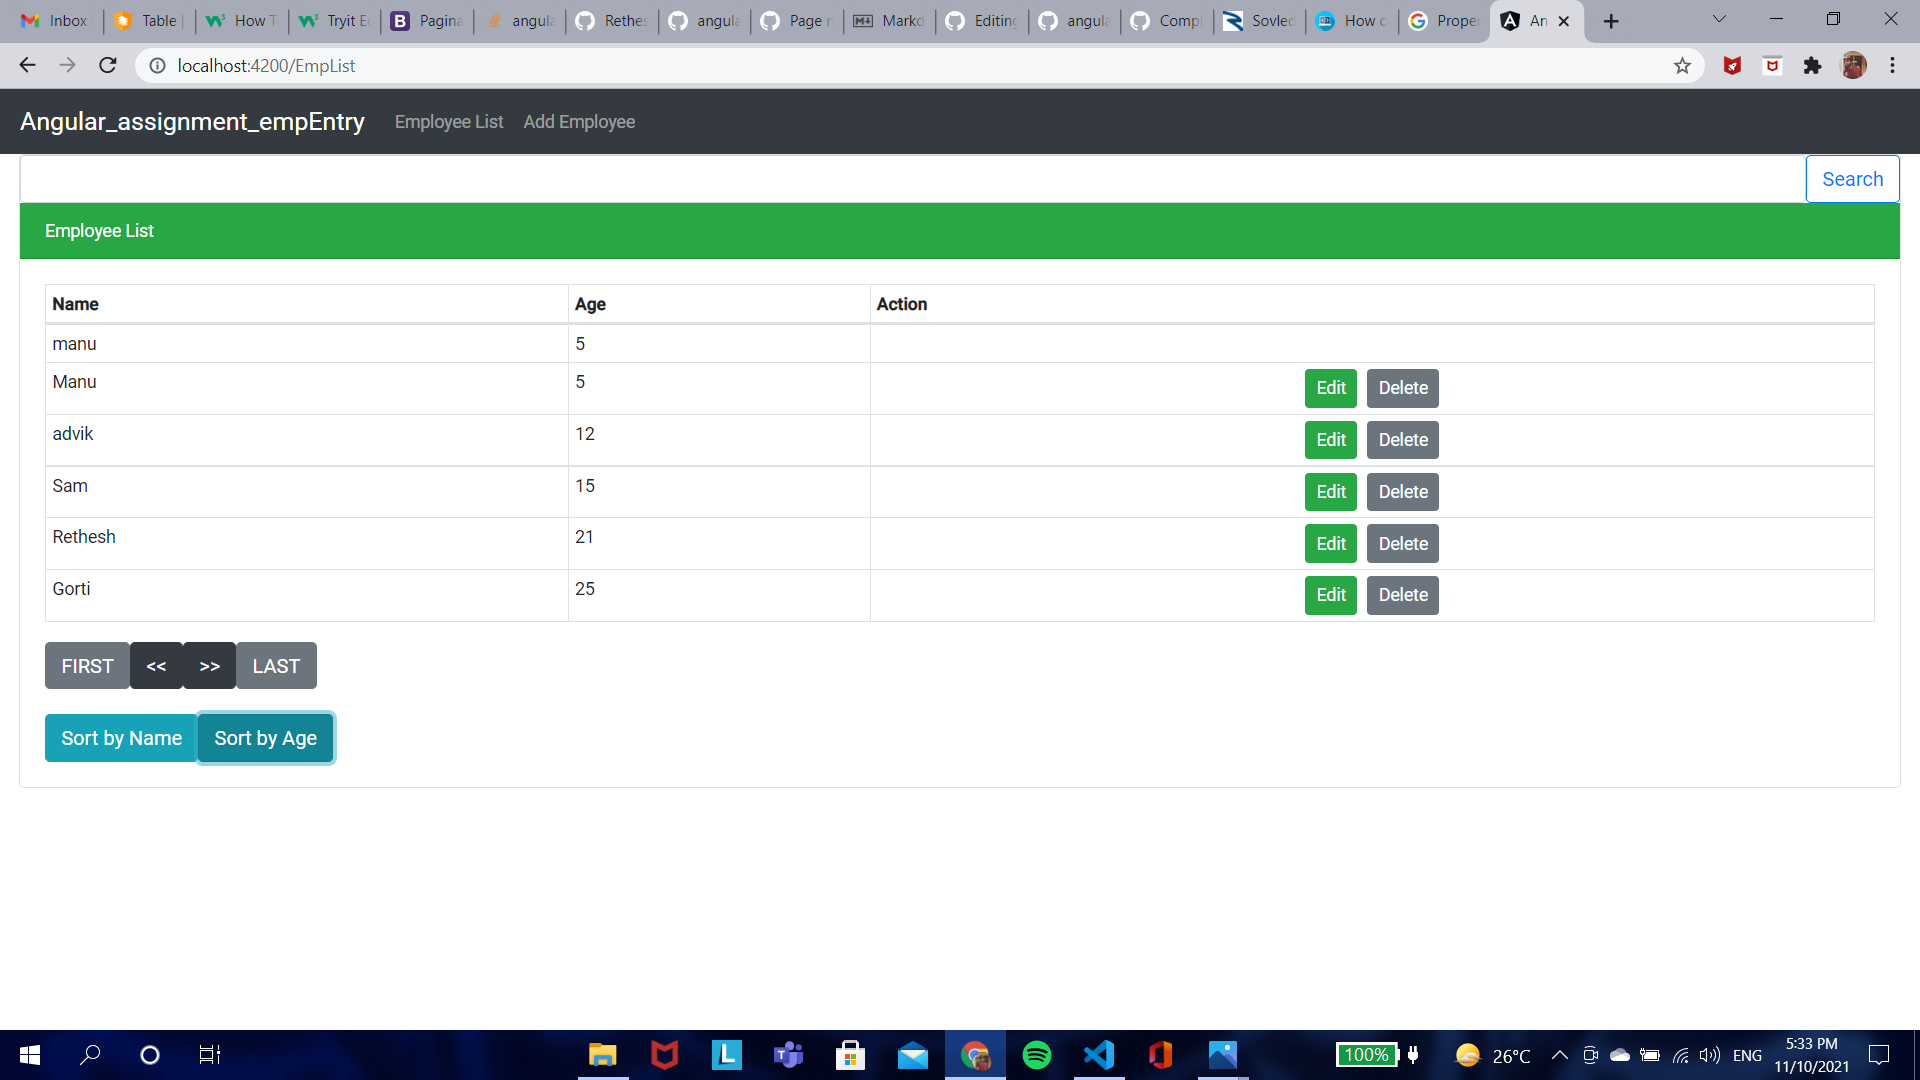 Inbox Table How T Tryit E Pagina angula Rethes angula Page n Markd Editing angula Compl Sovled How c Proper An
localhost:4200/EmpList
Angular_assignment_empEntry Employee List Add Employee
Search
Employee List
Name Age Action
manu 5
Manu 5 Edit Delete
advik 12 Edit Delete
Sam 15 Edit Delete
Rethesh 21 Edit Delete
Gorti 25 Edit Delete
FIRST << >> LAST
Sort by Name Sort by Age
100% 26°C ENG 5:33 PM
11/10/2021